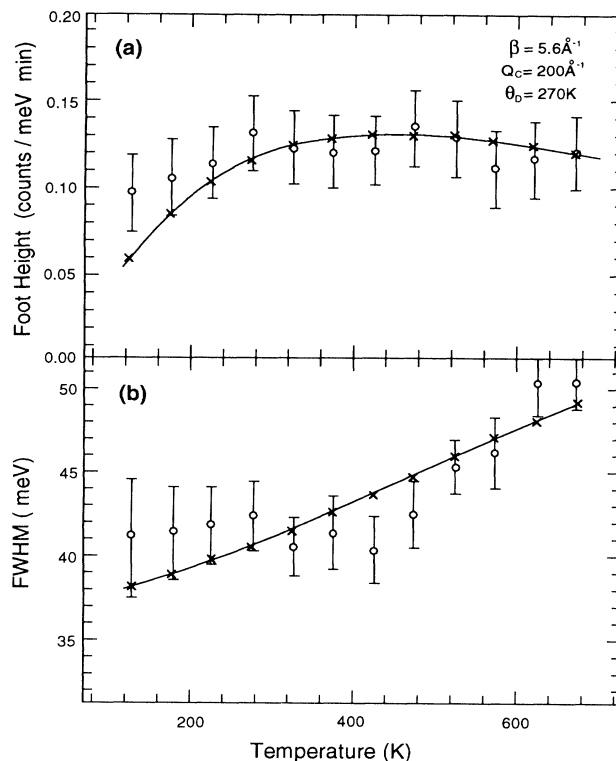 (a)
β = 5.6Å⁻¹
Q_C= 200Å⁻¹
θ_D = 270K
Foot Height (counts / meV min)
0.20
0.15
0.10
0.05
0.00
(b)
FWHM ( meV)
50
45
40
35
200
400
600
Temperature (K)